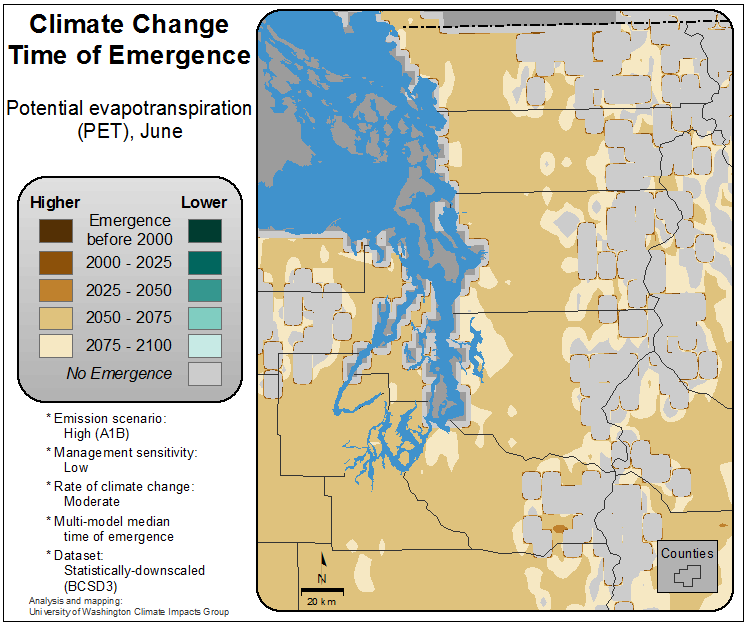 Climate Change
Time of Emergence
Potential evapotranspiration
(PET), June
Higher
Lower
Emergence
before 2000
2000 - 2025
2025 - 2050
2050 - 2075
2075 - 2100
No Emergence
* Emission scenario:
High (A1B)
* Management sensitivity:
Low
* Rate of climate change:
Moderate
* Multi-model median
time of emergence
* Dataset:
Statistically-downscaled
(BCSD3)
Analysis and mapping:
University of Washington Climate Impacts Group
N
20 km
Counties